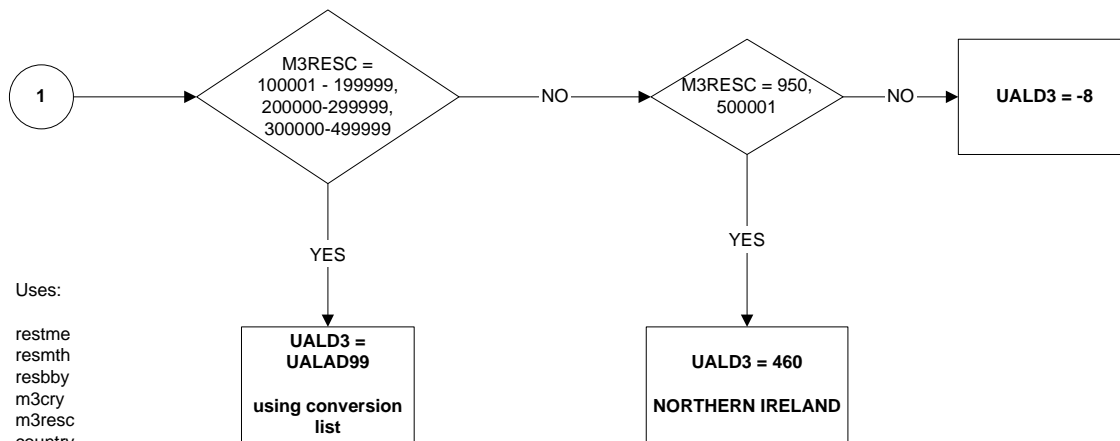 1
M3RESC =
100001 - 199999,
200000-299999,
300000-499999
NO
M3RESC = 950,
500001
NO
UALD3 = -8
YES
YES
Uses:
restme
resmth
resbby
m3cry
m3resc
country
UALD3 =
UALAD99
using conversion
list
UALD3 = 460
NORTHERN IRELAND